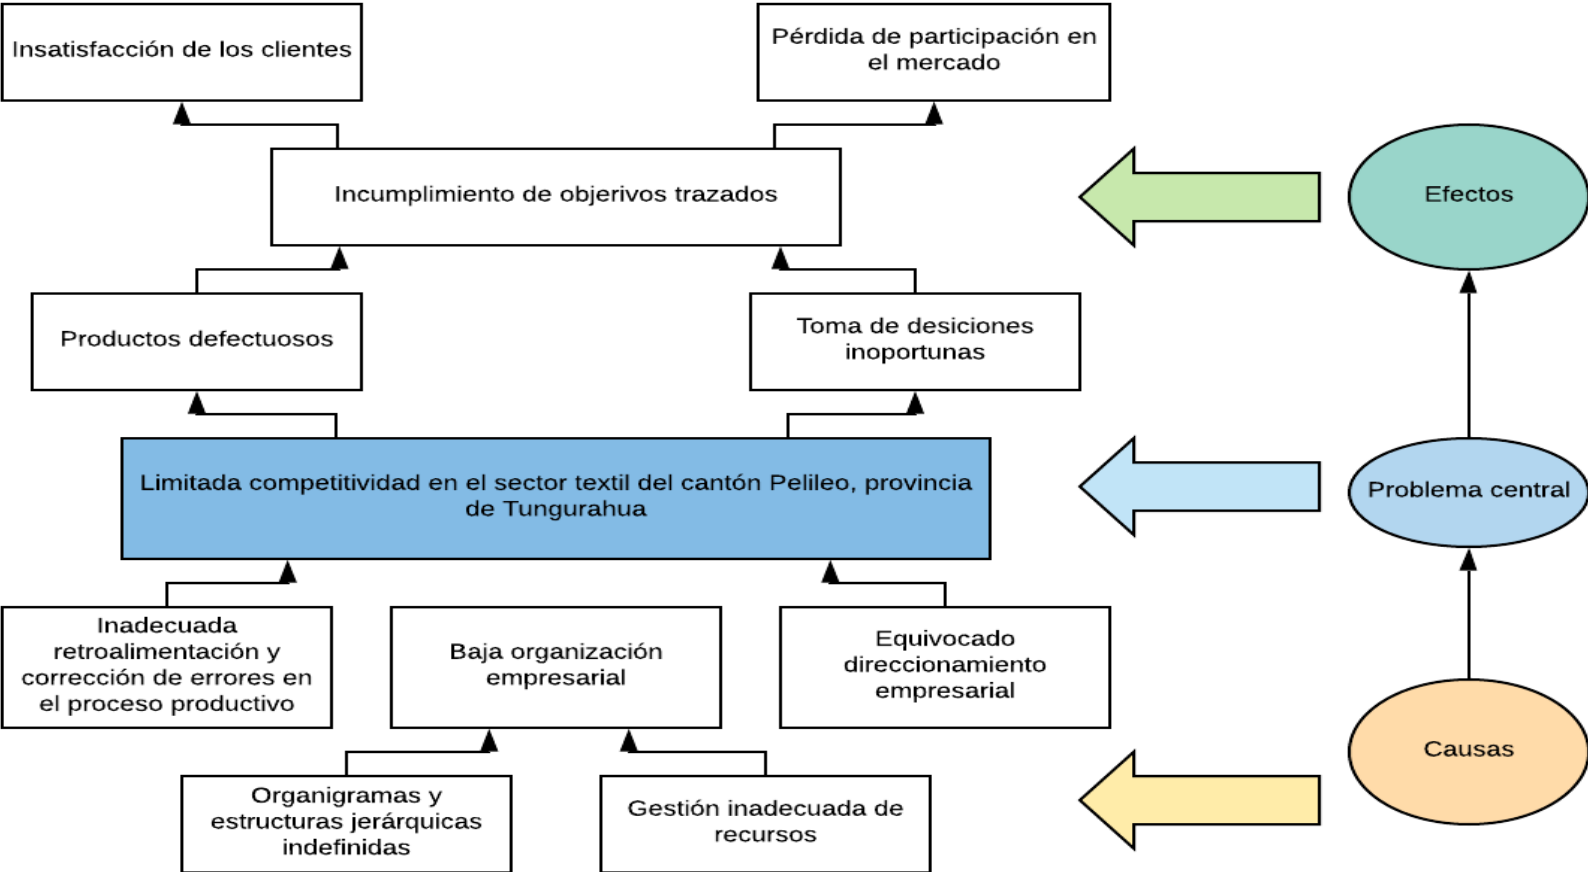 Insatisfacción de los clientes
Pérdida de participación en
el mercado
Incumplimiento de objerivos trazados
Efectos
Productos defectuosos
Toma de desiciones
inoportunas
Limitada competitividad en el sector textil del cantón Pelileo, provincia
de Tungurahua
Problema central
Inadecuada
retroalimentación y
corrección de errores en
el proceso productivo
Baja organización
empresarial
Equivocado
direccionamiento
empresarial
Causas
Organigramas y
estructuras jerárquicas
indefinidas
Gestión inadecuada de
recursos